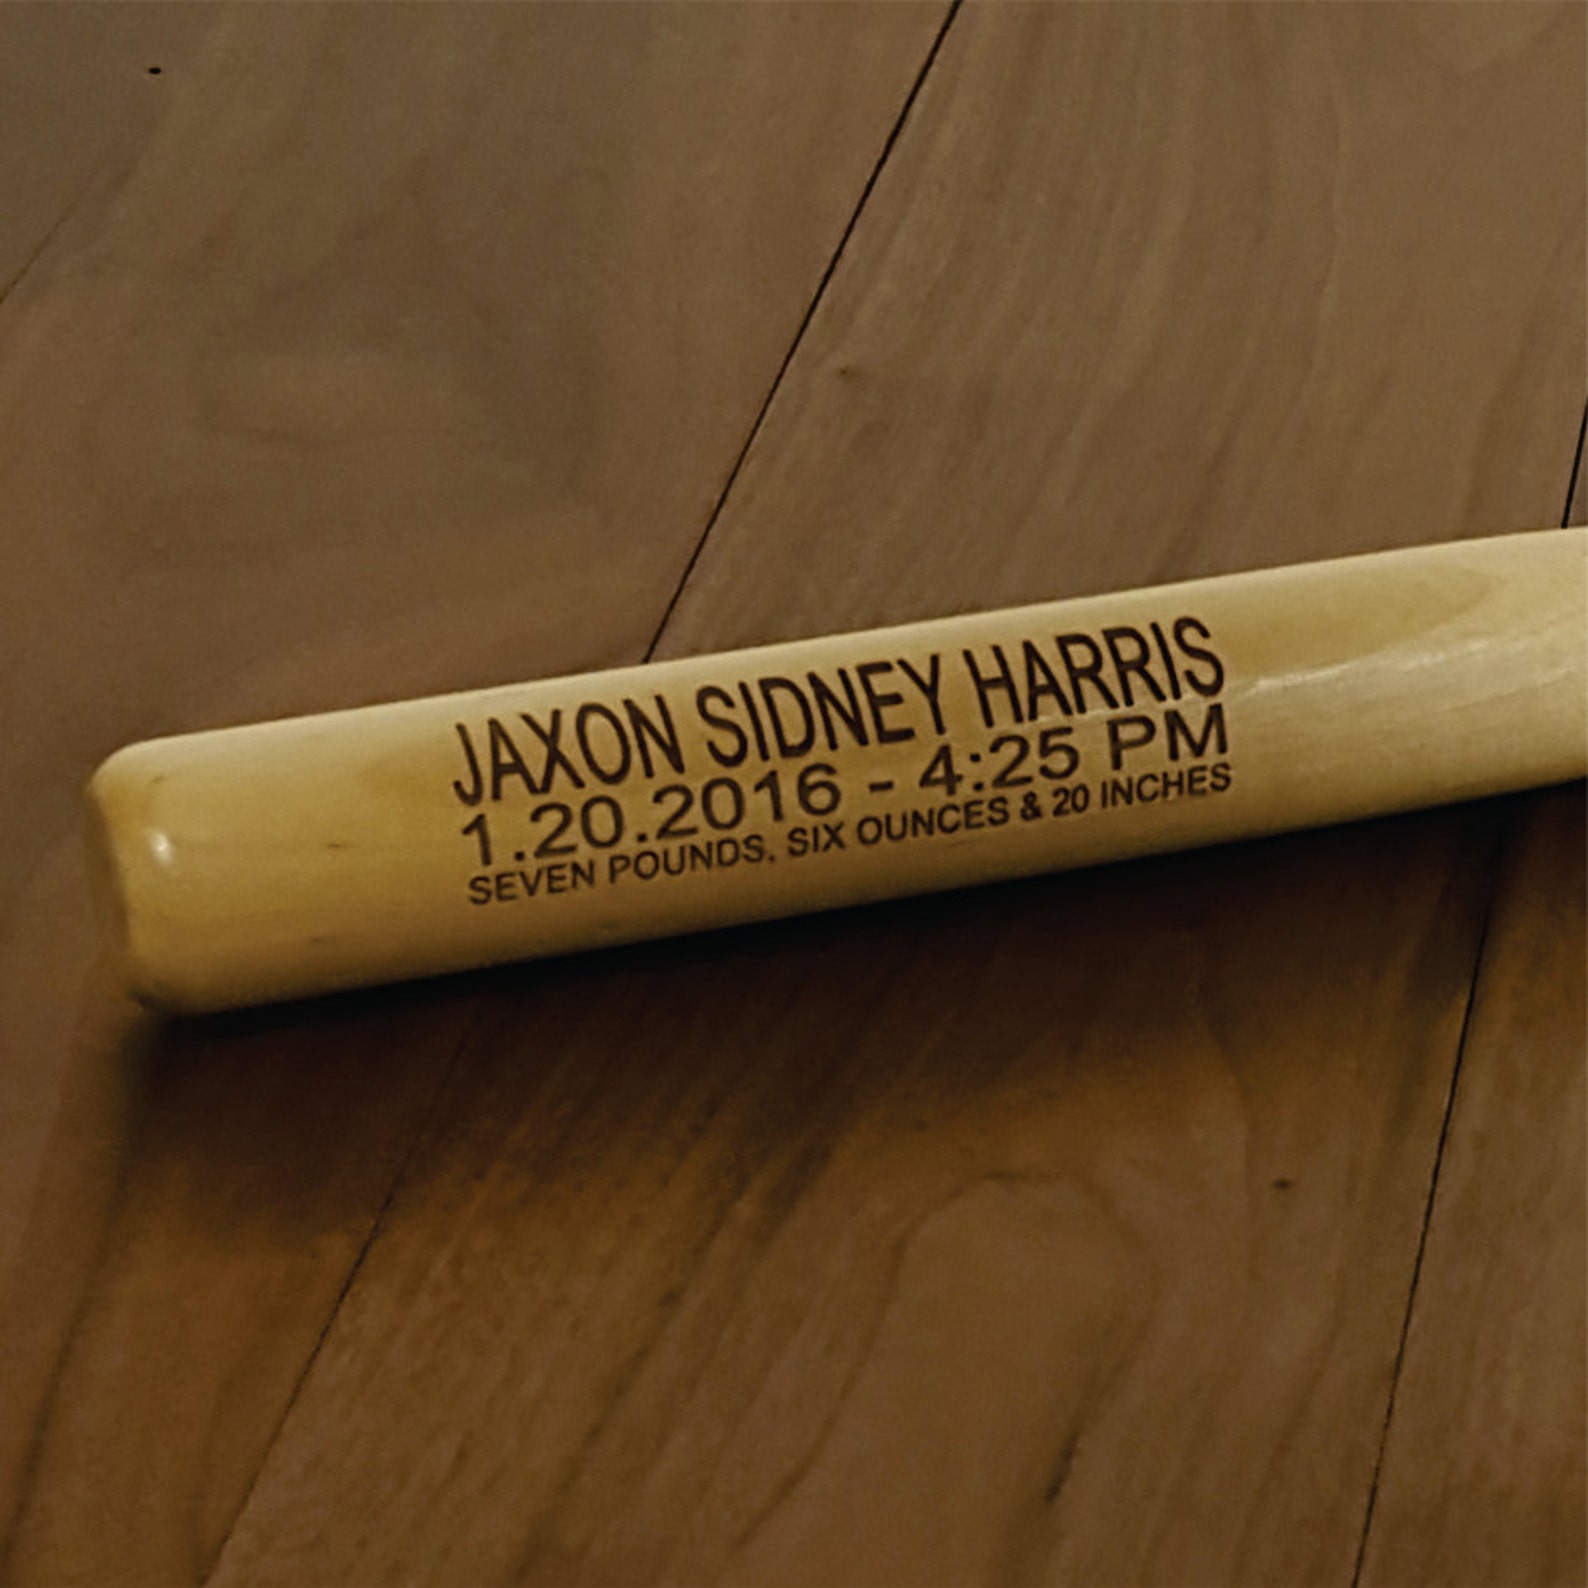 JAXON SIDNEY HARRIS
1.20.2016 - 4:25 PM
SEVEN POUNDS, SIX OUNCES & 20 INCHES